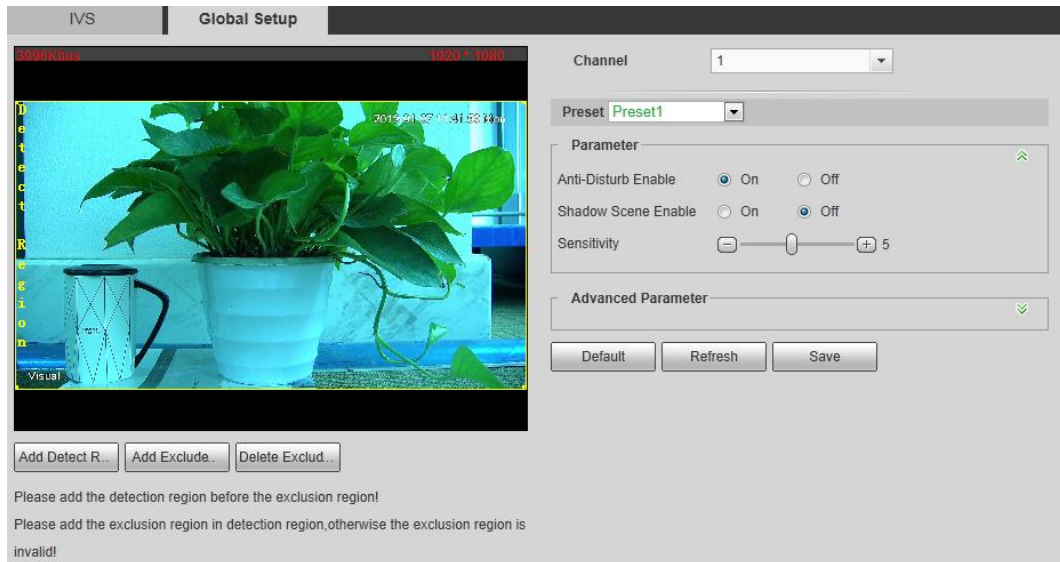 IVS
Global Setup
3996Kbps 1920 * 1080
Detect Region
Visual
Channel 1
Preset Preset1
Parameter
Anti-Disturb Enable On Off
Shadow Scene Enable On Off
Sensitivity 5
Advanced Parameter
Default Refresh Save
Add Detect R... Add Exclude.. Delete Exclud...
Please add the detection region before the exclusion region!
Please add the exclusion region in detection region,otherwise the exclusion region is
invalid!